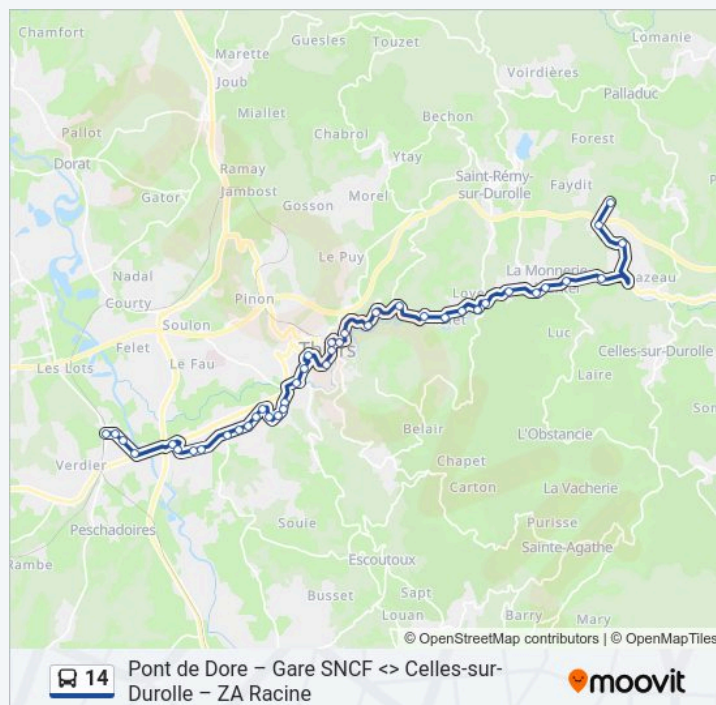 Chamfort
Guesles
Touzet
Lomanie
Marette
Joub
Voirdières
Palladuc
Miallet
Bechon
Pallot
Chabrol
Forest
Dorat
Ytay
Ramay
Saint-Rémy-
sur-Durolle
Jambost
Morel
Faydit
Gator
Gosson
Le Puy
La Monnerie
Nadal
Courty
Pinon
Soulon
Luc
Felet
Le Fau
Les Lots
Celles-sur-Durolle
Laire
Belair
L'Obstancie
Verdier
Chapet
Carton
La Vacherie
Peschadoires
Souie
Purisse
Rambe
Sainte-Agathe
Escoutoux
Busset
Sapt
Louan
Barry
Mary
© OpenStreetMap contributors | © OpenMapTiles
14
Pont de Dore – Gare SNCF <> Celles-sur-
Durolle – ZA Racine
moovit